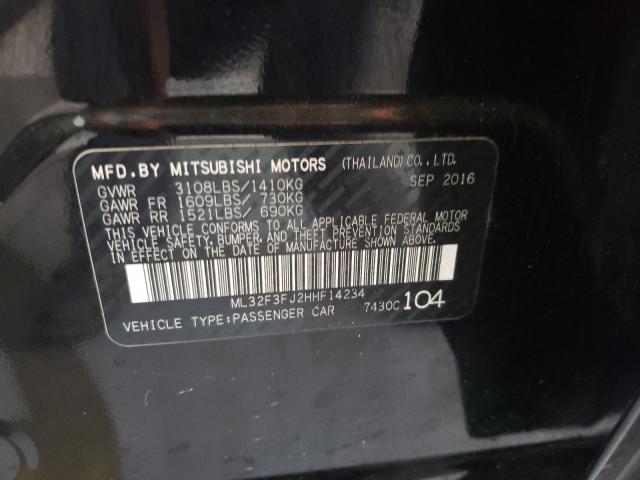 MFD.BY MITSUBISHI MOTORS (THAILAND)CO.,LTD.
GVWR 3108LBS/1410KG SEP 2016
GAWR FR 1609LBS/ 730KG
GAWR RR 1521LBS/ 690KG
THIS VEHICLE CONFORMS TO ALL APPLICABLE FEDERAL MOTOR
VEHICLE SAFETY, BUMPER, AND THEFT PREVENTION STANDARDS
IN EFFECT ON THE DATE OF MANUFACTURE SHOWN ABOVE.
ML32F3FJ2HHF14234
7430C 104
VEHICLE TYPE:PASSENGER CAR